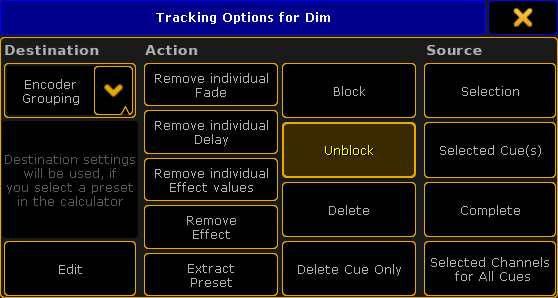 Tracking Options for Dim
Destination
Action
Source
Encoder
Grouping
Destination settings
will be used, if
you select a preset
in the calculator
Edit
Remove individual
Fade
Remove individual
Delay
Remove individual
Effect values
Remove
Effect
Extract
Preset
Block
Unblock
Delete
Delete Cue Only
Selection
Selected Cue(s)
Complete
Selected Channels
for All Cues